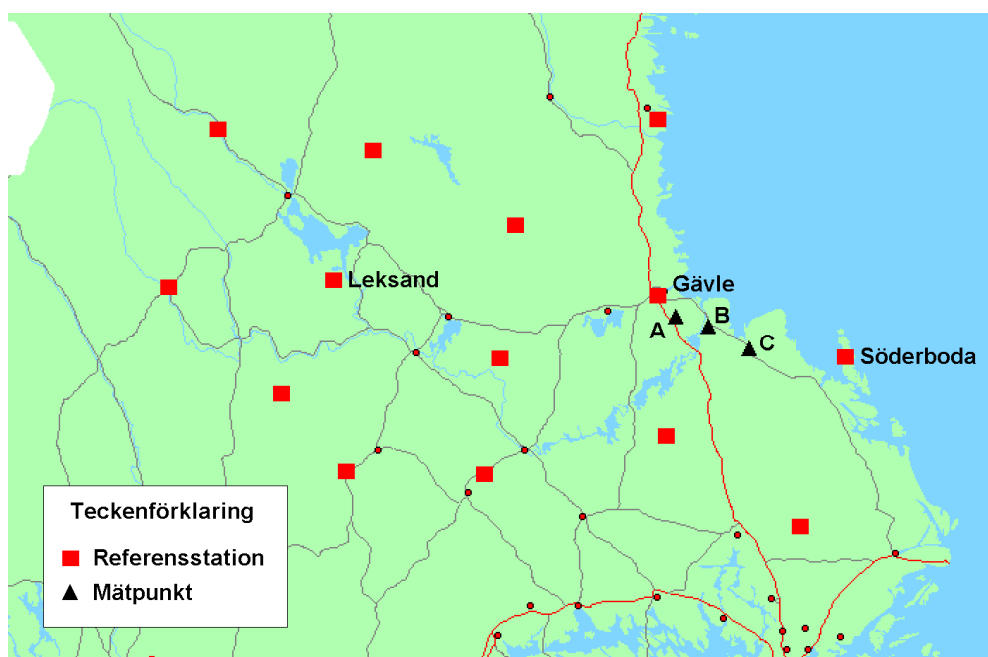 Leksand
Gävle
A
B
C
Söderboda
Teckenförklaring
Referensstation
Mätpunkt